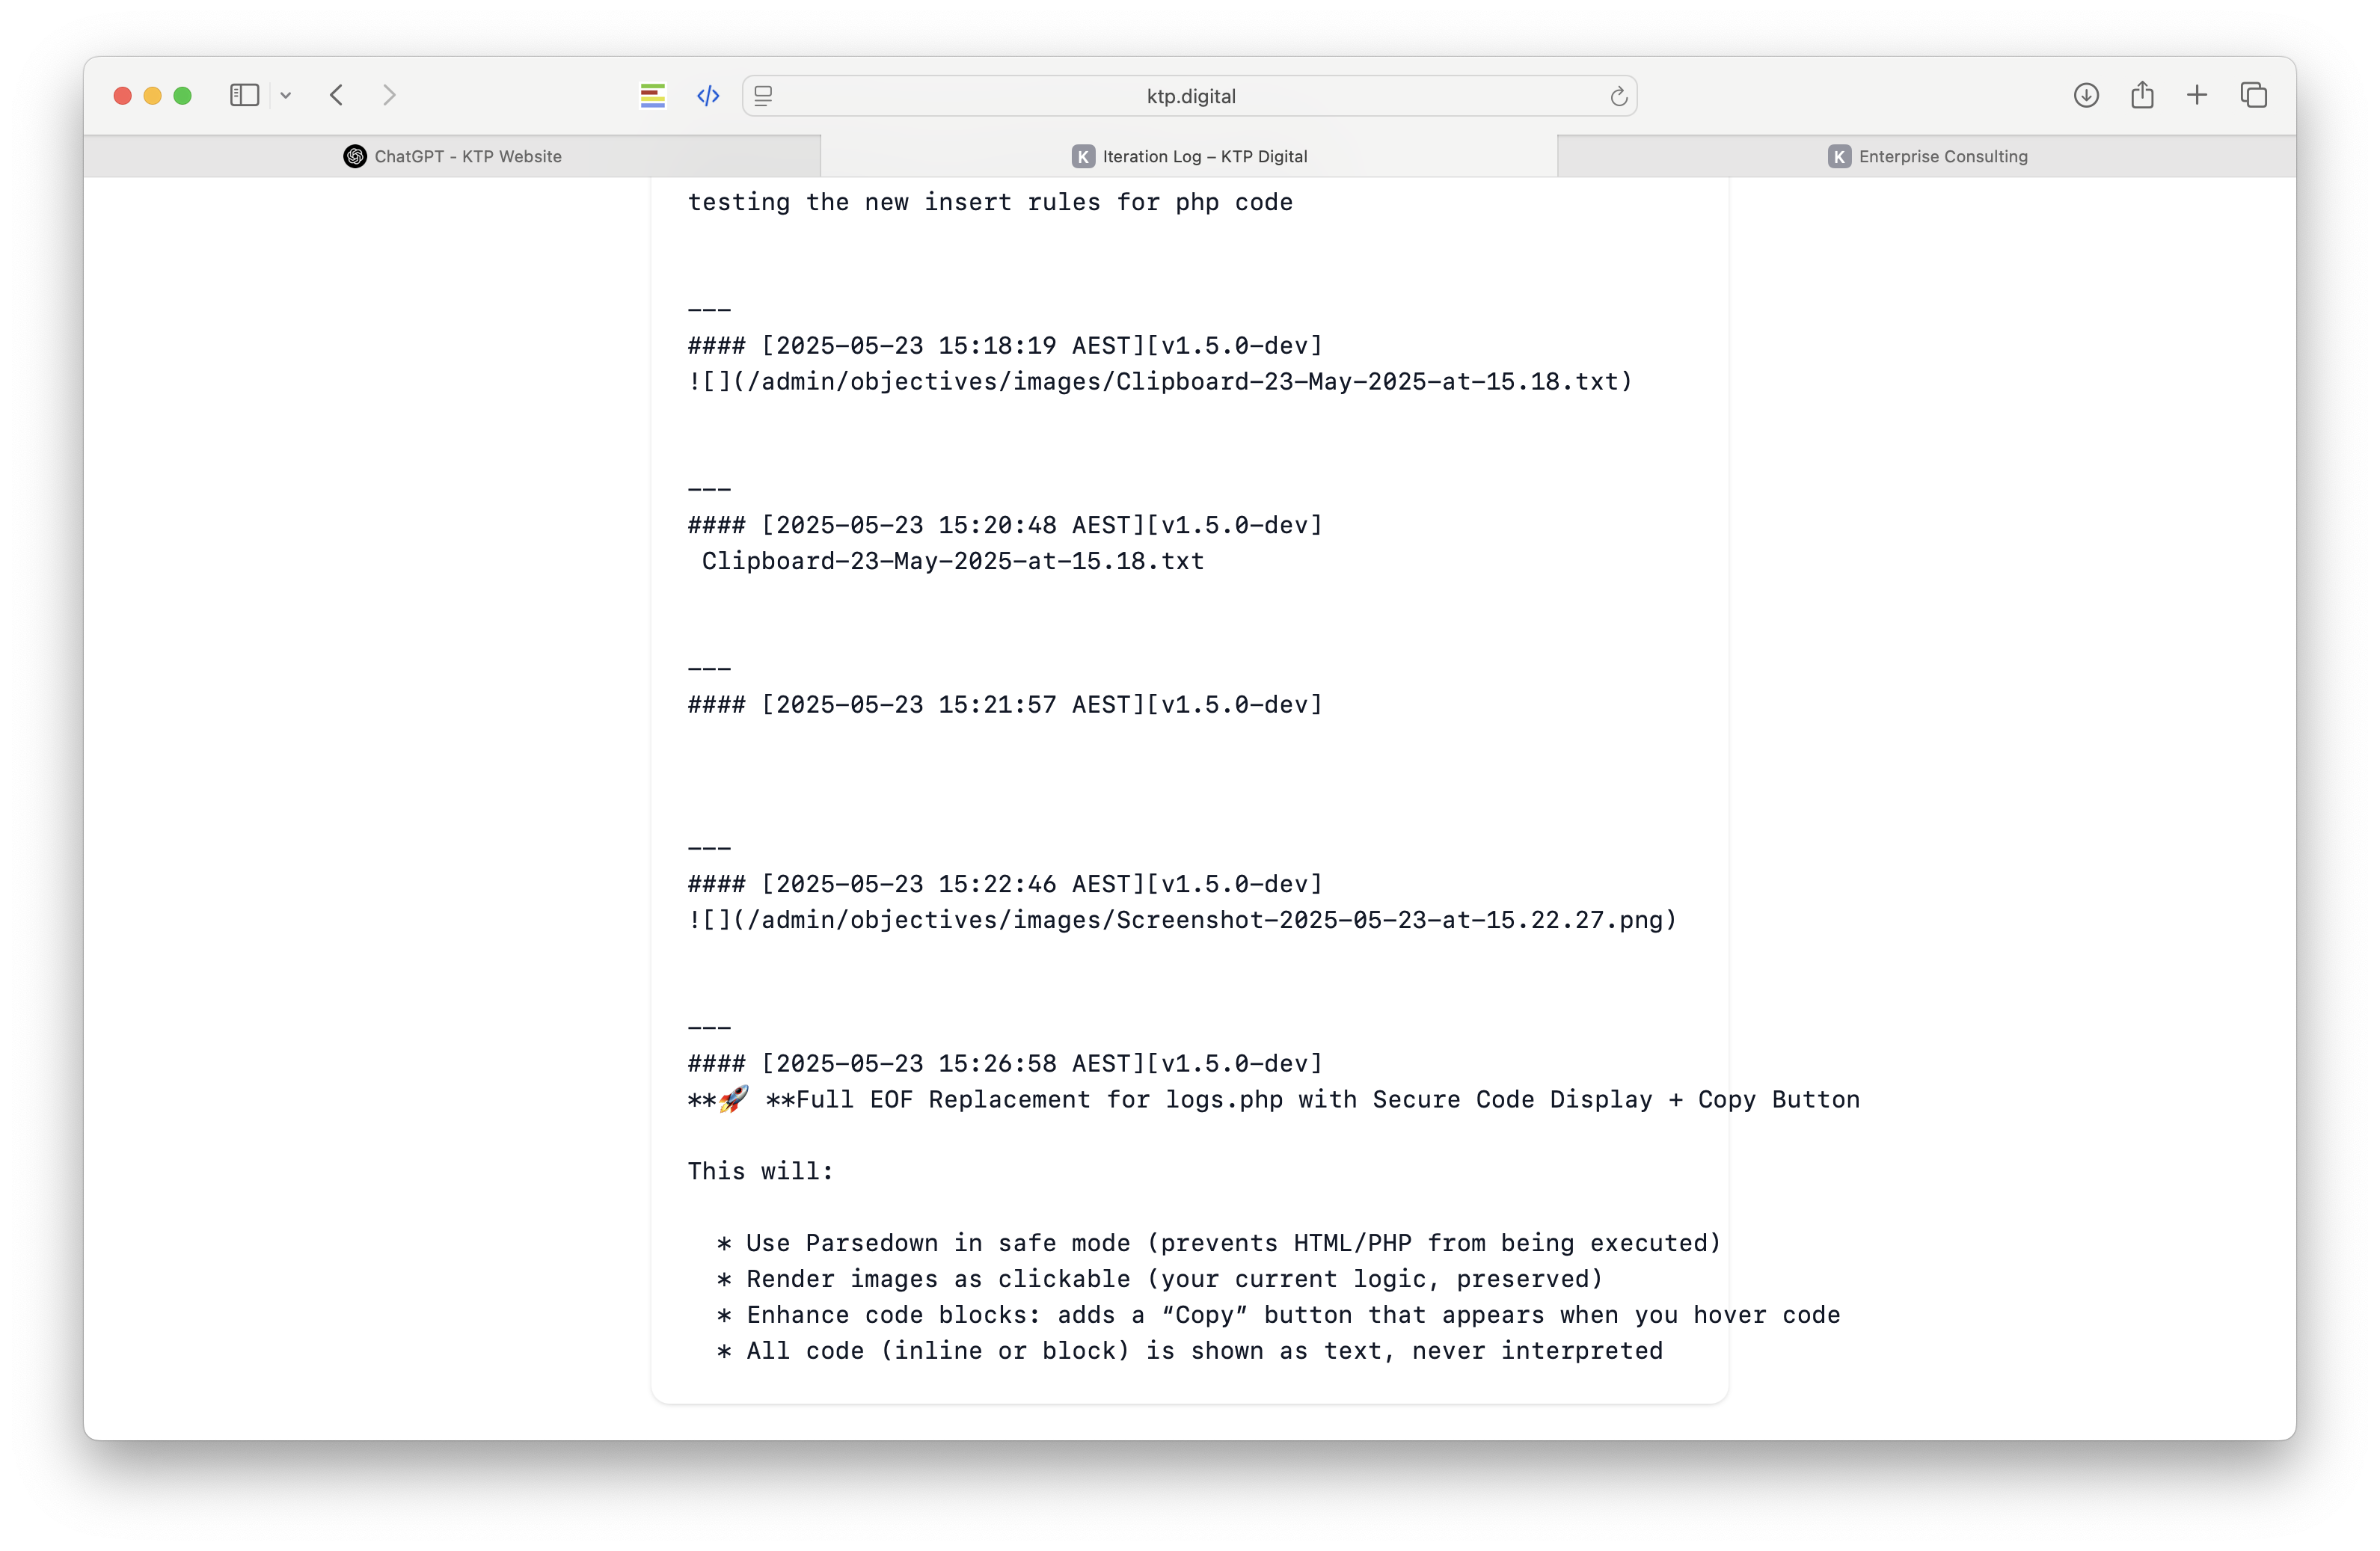 ktp.digital
ChatGPT - KTP Website
K Iteration Log – KTP Digital
K Enterprise Consulting
testing the new insert rules for php code
---
#### [2025-05-23 15:18:19 AEST][v1.5.0-dev]
![](/admin/objectives/images/Clipboard-23-May-2025-at-15.18.txt)
---
#### [2025-05-23 15:20:48 AEST][v1.5.0-dev]
Clipboard-23-May-2025-at-15.18.txt
---
#### [2025-05-23 15:21:57 AEST][v1.5.0-dev]
---
#### [2025-05-23 15:22:46 AEST][v1.5.0-dev]
![](/admin/objectives/images/Screenshot-2025-05-23-at-15.22.27.png)
---
#### [2025-05-23 15:26:58 AEST][v1.5.0-dev]
**🚀 **Full EOF Replacement for logs.php with Secure Code Display + Copy Button
This will:
* Use Parsedown in safe mode (prevents HTML/PHP from being executed)
* Render images as clickable (your current logic, preserved)
* Enhance code blocks: adds a “Copy” button that appears when you hover code
* All code (inline or block) is shown as text, never interpreted